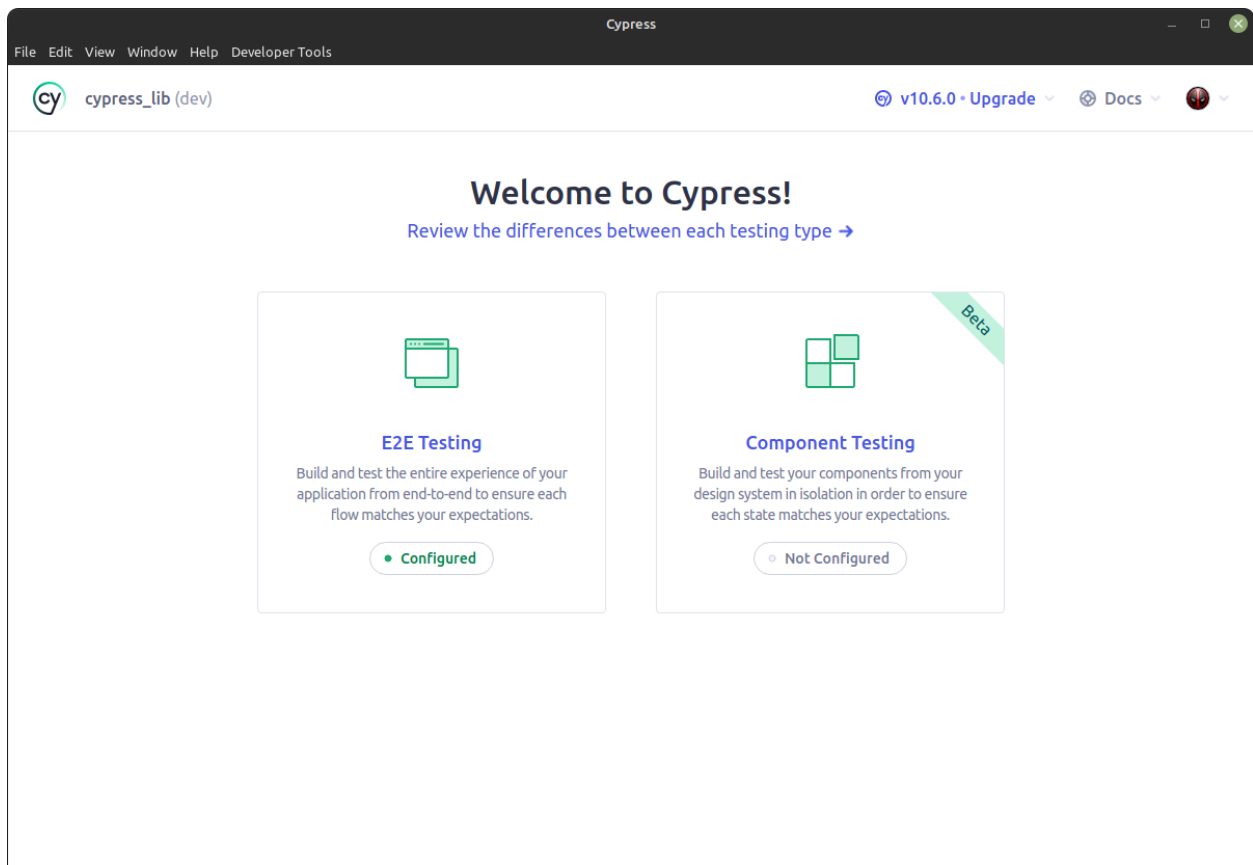 Cypress
File Edit View Window Help Developer Tools
cy cypress_lib (dev) cy v10.6.0 • Upgrade Docs
Welcome to Cypress!
Review the differences between each testing type →
Beta
E2E Testing
Build and test the entire experience of your
application from end-to-end to ensure each
flow matches your expectations.
Configured
Component Testing
Build and test your components from your
design system in isolation in order to ensure
each state matches your expectations.
Not Configured